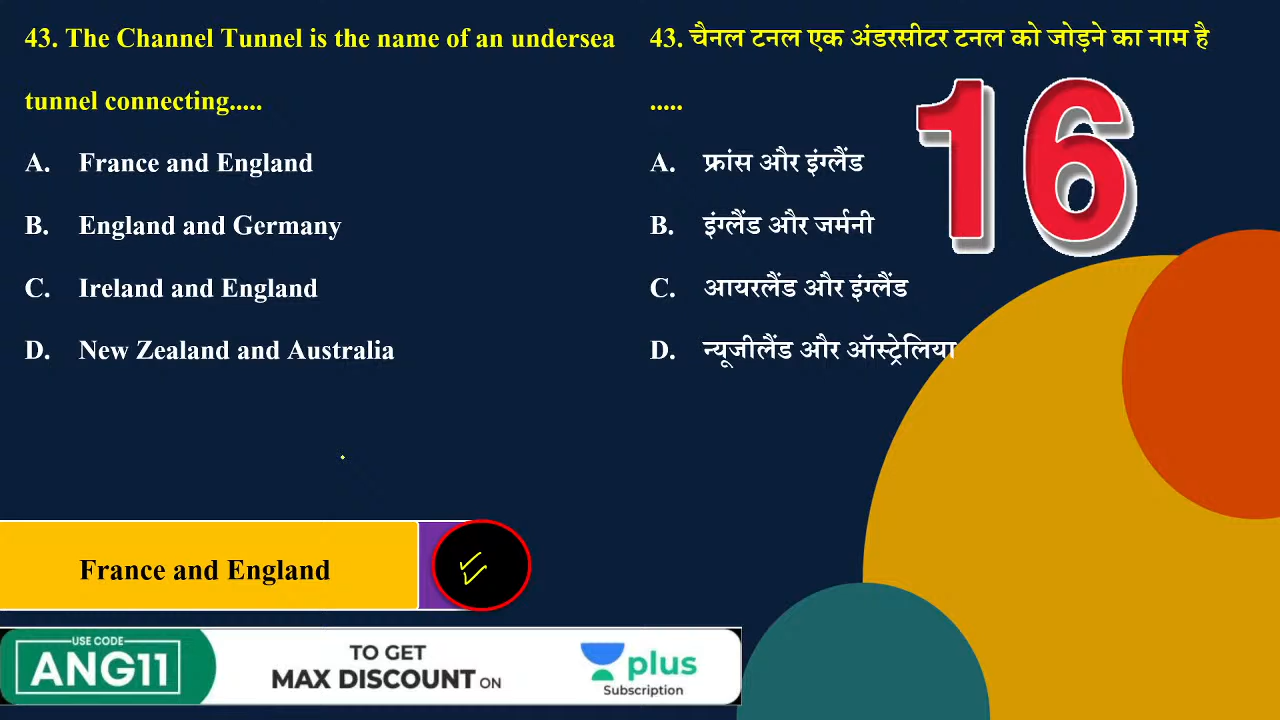 43. The Channel Tunnel is the name of an undersea
tunnel connecting.....
A. France and England
B. England and Germany
C. Ireland and England
D. New Zealand and Australia
43. चैनल टनल एक अंडरसीटर टनल को जोड़ने का नाम है
.....
A. फ्रांस और इंग्लैंड
B. इंग्लैंड और जर्मनी
C. आयरलैंड और इंग्लैंड
D. न्यूजीलैंड और ऑस्ट्रेलिया
16
France and England
USE CODE
ANG11
TO GET
MAX DISCOUNT ON
plus
Subscription